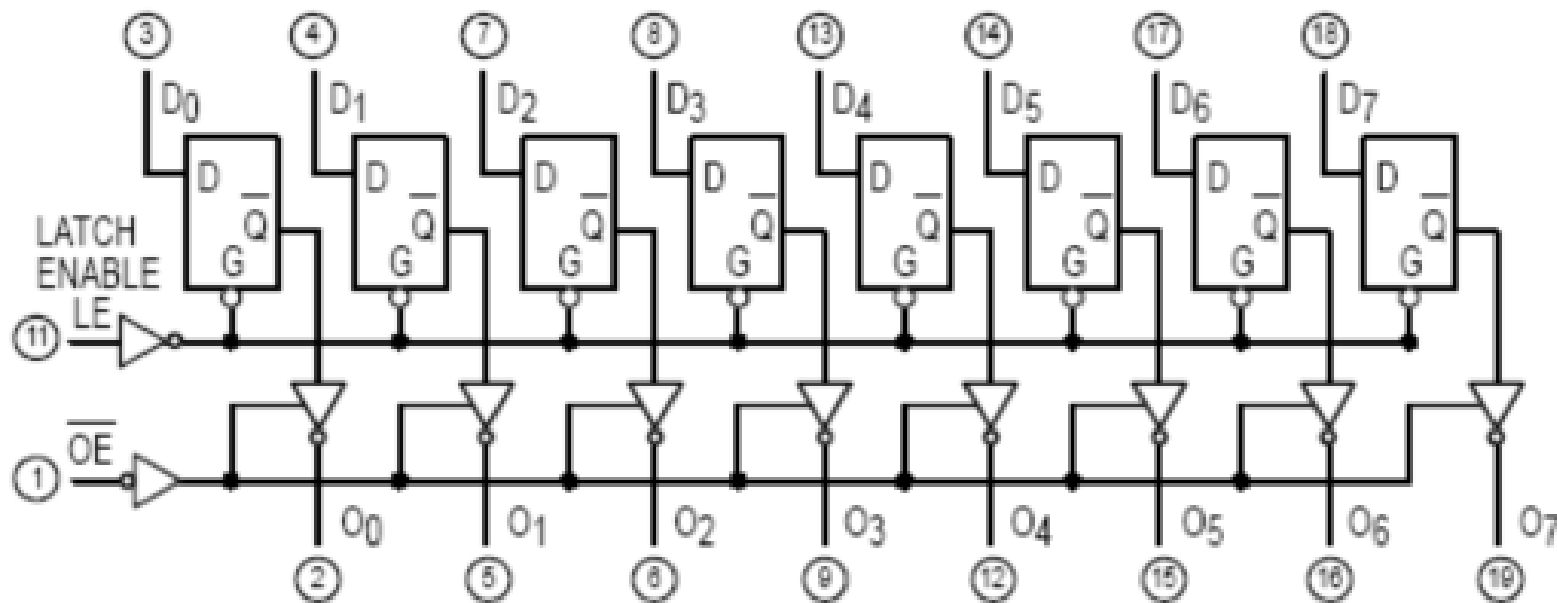 3 4 7 8 13 14 17 18
D0 D1 D2 D3 D4 D5 D6 D7
D D D D D D D D
Q̅ Q̅ Q̅ Q̅ Q̅ Q̅ Q̅ Q̅
G G G G G G G G
LATCH
ENABLE
LE
11
O̅E̅
1
O0 O1 O2 O3 O4 O5 O6 O7
2 5 6 9 12 15 16 19